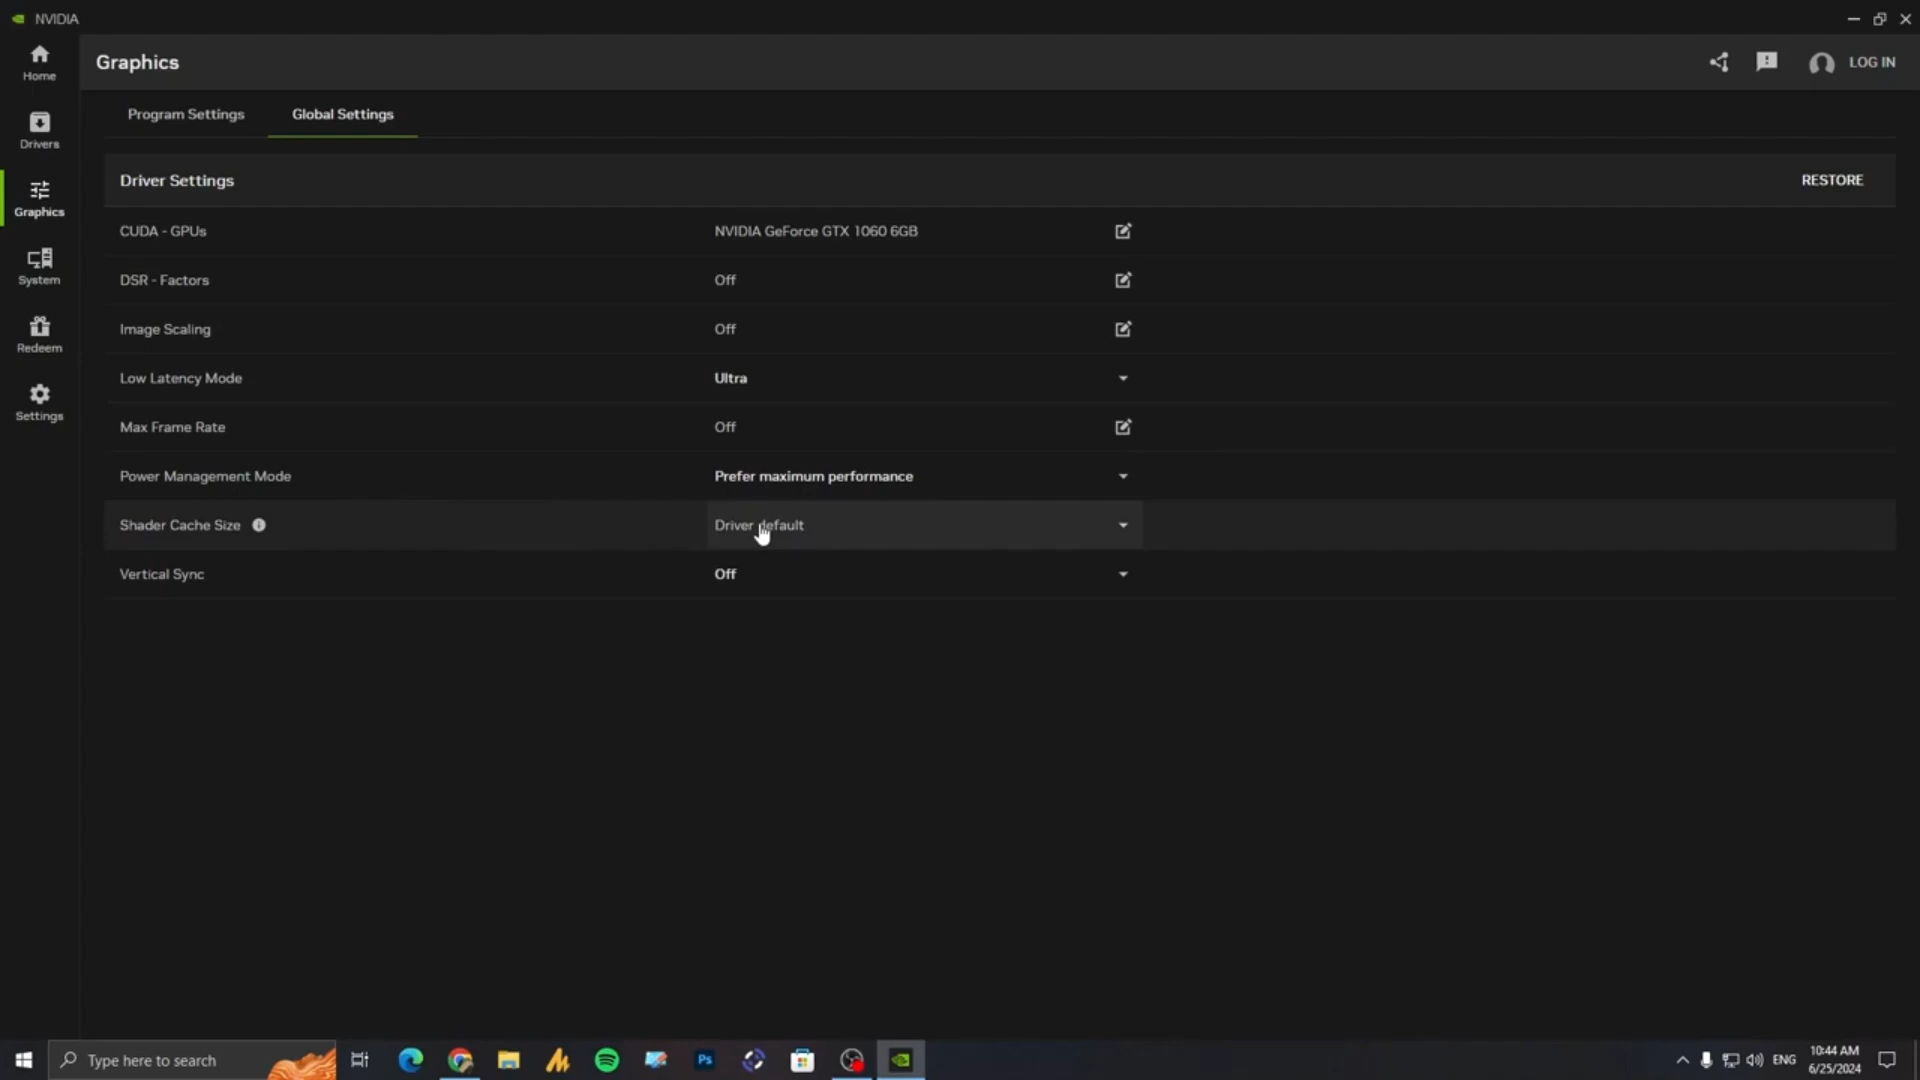 NVIDIA
Home
Graphics
LOG IN
Program Settings
Global Settings
Drivers
Driver Settings
RESTORE
Graphics
CUDA - GPUs
NVIDIA GeForce GTX 1060 6GB
System
DSR - Factors
Off
Redeem
Image Scaling
Off
Low Latency Mode
Ultra
Settings
Max Frame Rate
Off
Power Management Mode
Prefer maximum performance
Shader Cache Size
Driver default
Vertical Sync
Off
Type here to search
Ps
ENG
10:44 AM
6/25/2024